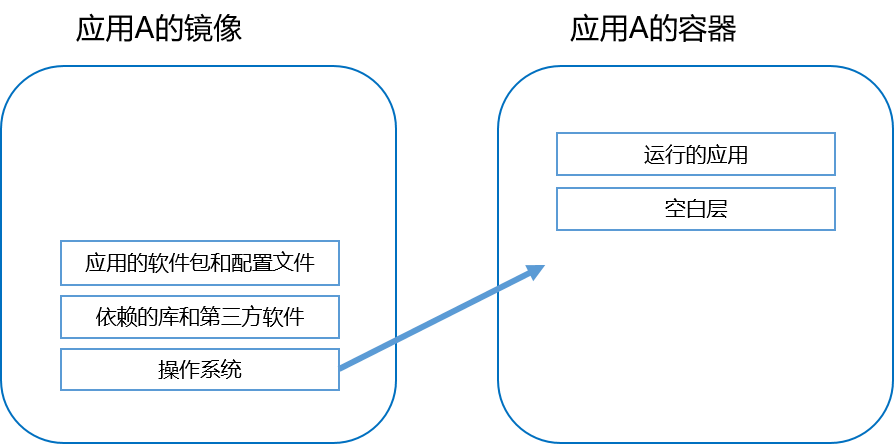 应用A的镜像
应用A的容器
运行的应用
空白层
应用的软件包和配置文件
依赖的库和第三方软件
操作系统